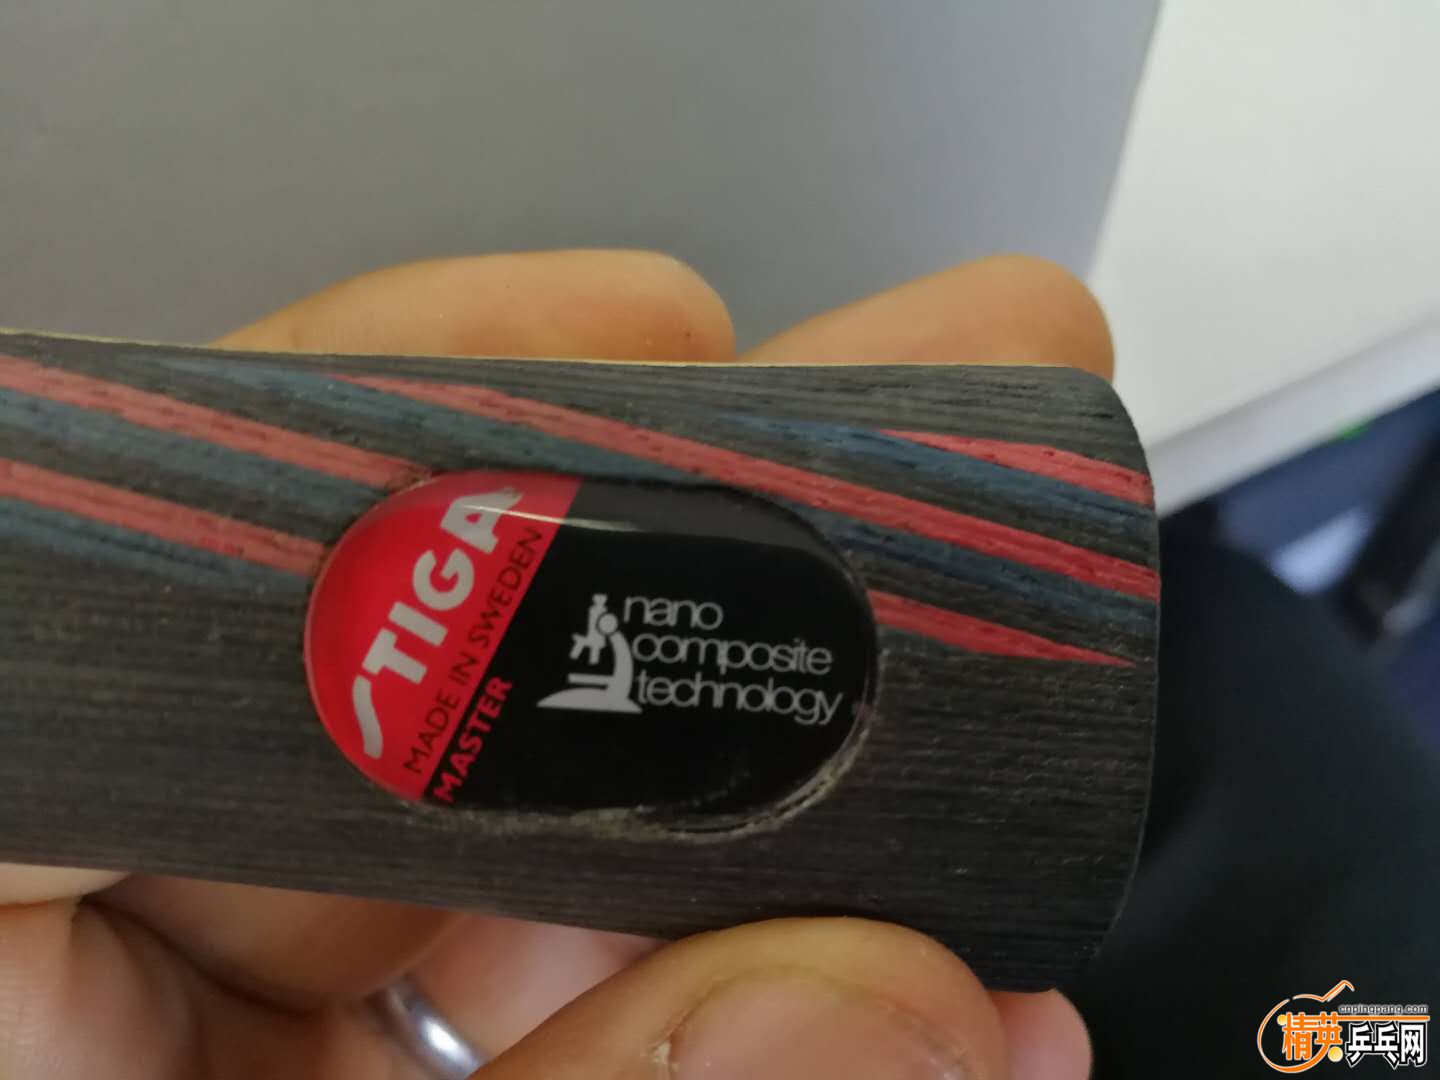 STIGA
MADE IN SWEDEN
MASTER
nano
composite
technology
cnpingpang.com
精英乒乓网